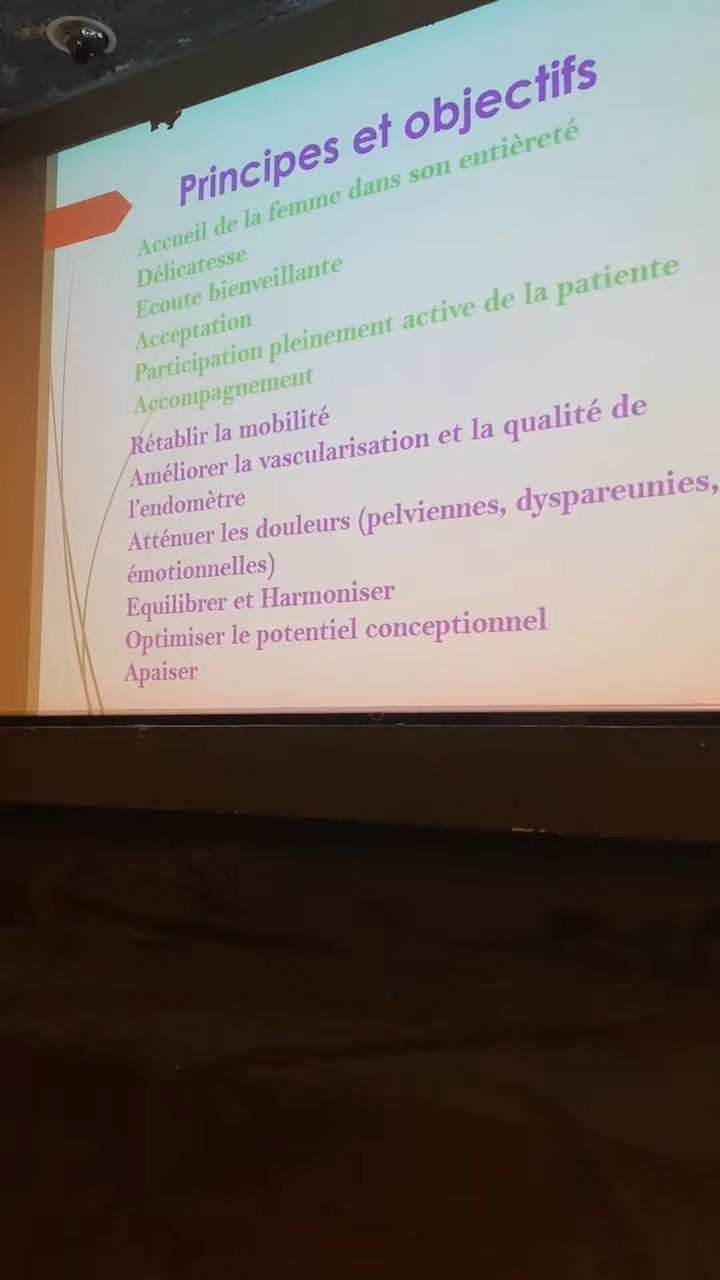 Principes et objectifs
Accueil de la femme dans son entièreté
Délicatesse
Ecoute bienveillante
Acceptation
Participation pleinement active de la patiente
Accompagnement
Rétablir la mobilité
Améliorer la vascularisation et la qualité de
l'endomètre
Atténuer les douleurs (pelviennes, dyspareunies,
émotionnelles)
Equilibrer et Harmoniser
Optimiser le potentiel conceptionnel
Apaiser